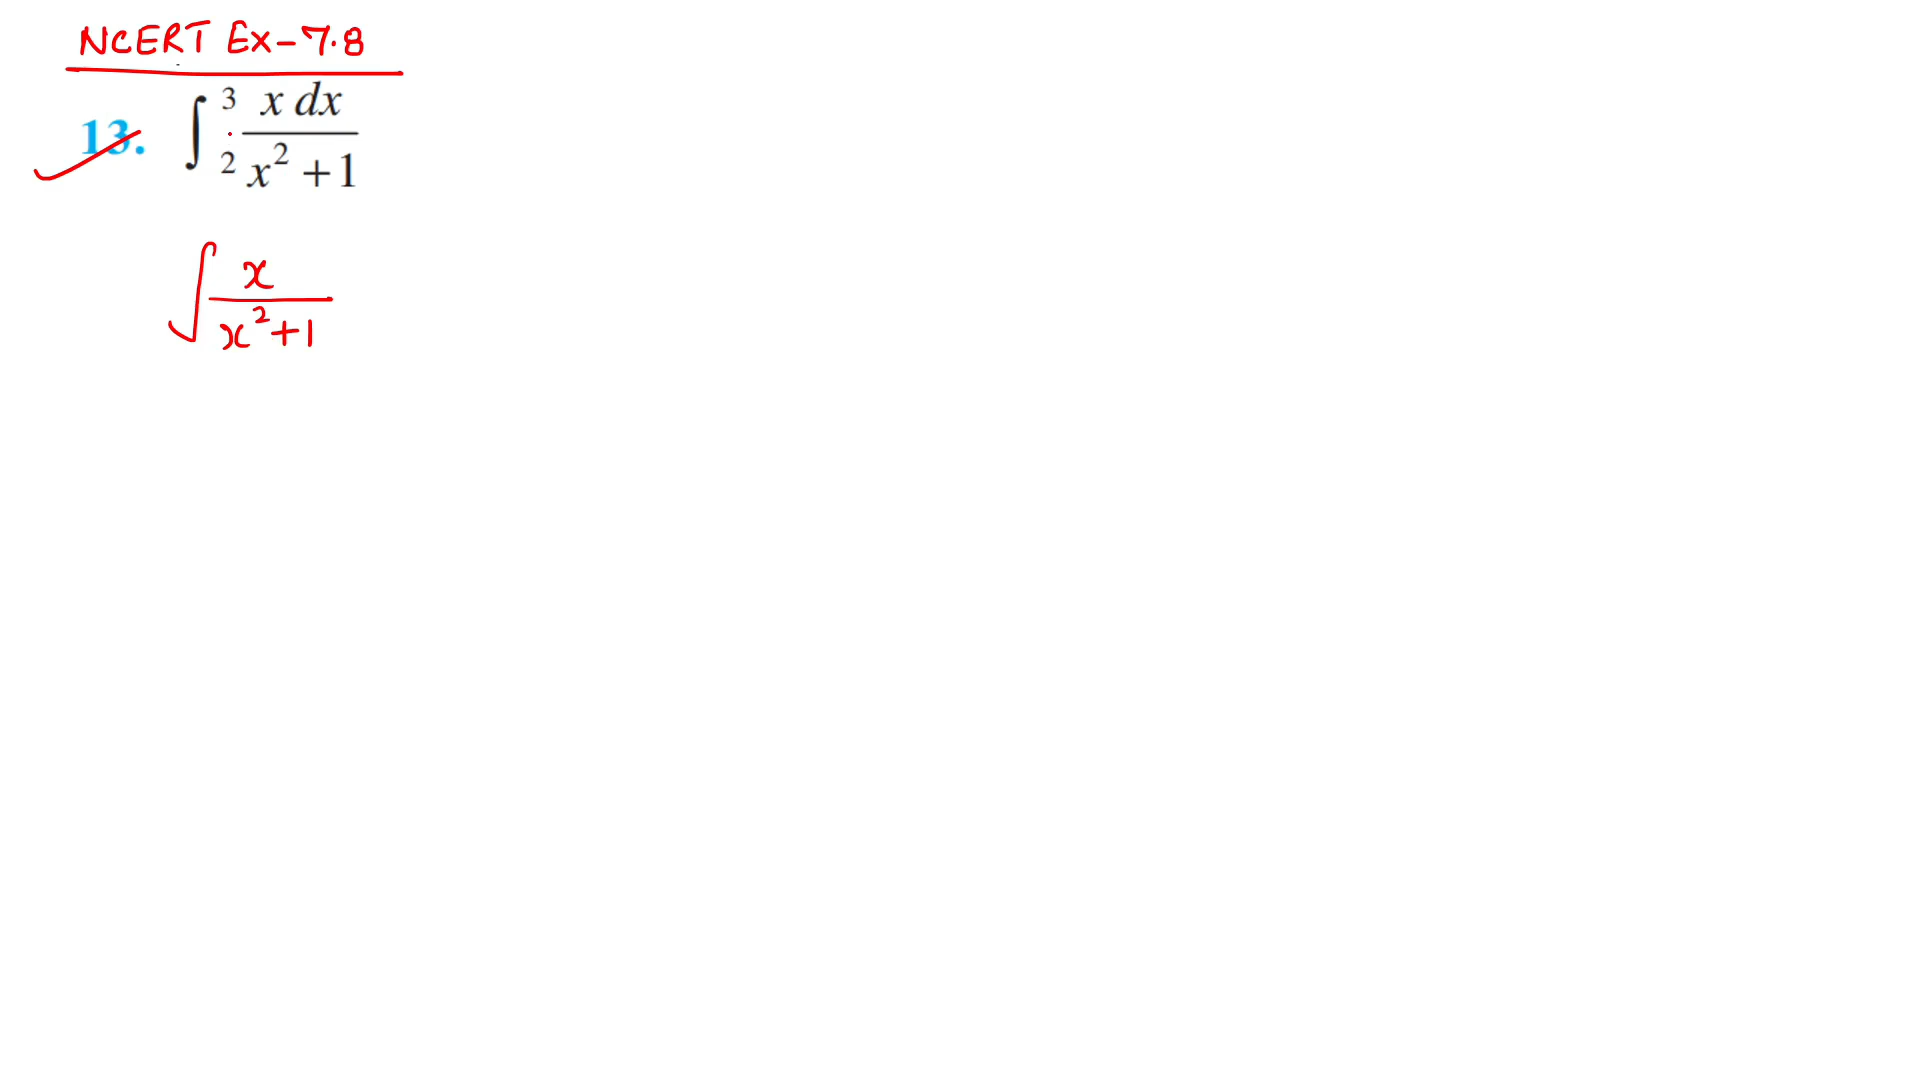 NCERT Ex-7.8
13. ∫₂³ x dx / x² + 1
∫ x / x² + 1